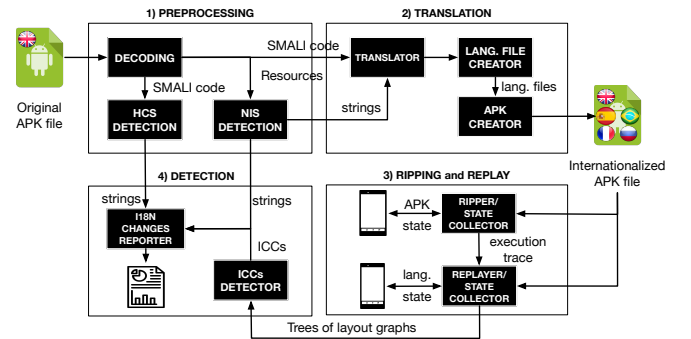 1) PREPROCESSING
2) TRANSLATION
DECODING
SMALI code
TRANSLATOR
LANG. FILE
CREATOR
Resources
SMALI code
lang. files
Original
APK file
HCS
DETECTION
NIS
DETECTION
strings
APK
CREATOR
Internationalized
APK file
4) DETECTION
3) RIPPING and REPLAY
strings
strings
I18N
CHANGES
REPORTER
ICCs
ICCs
DETECTOR
APK
state
RIPPER/
STATE
COLLECTOR
execution
trace
lang.
state
REPLAYER/
STATE
COLLECTOR
Trees of layout graphs